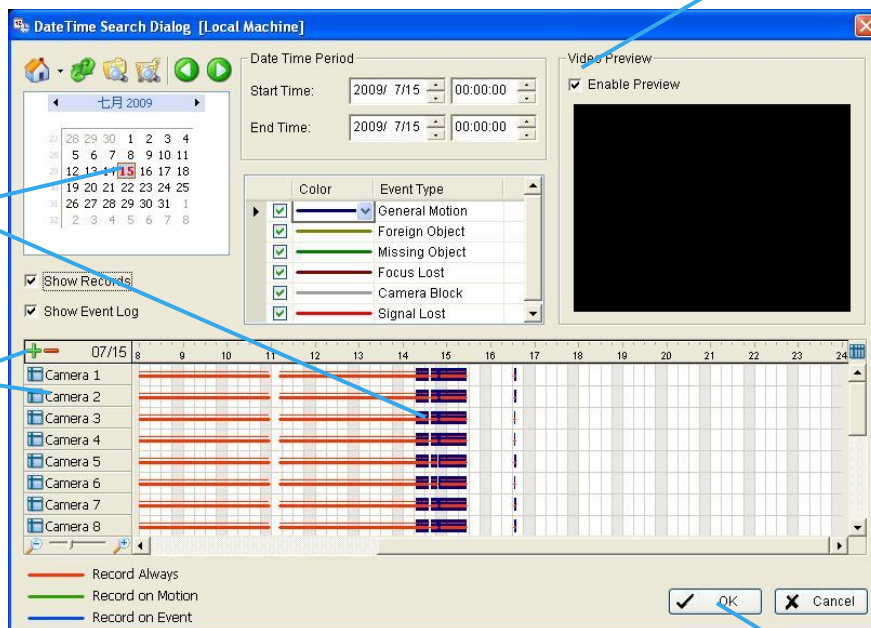 DateTime Search Dialog [Local Machine]
Date Time Period
Start Time: 2009/ 7/15 00:00:00
End Time: 2009/ 7/15 00:00:00
Video Preview
Enable Preview
七月 2009
27 28 29 30 1 2 3 4
28 5 6 7 8 9 10 11
29 12 13 14 15 16 17 18
30 19 20 21 22 23 24 25
31 26 27 28 29 30 31 1
32 2 3 4 5 6 7 8
Show Records
Show Event Log
Color Event Type
General Motion
Foreign Object
Missing Object
Focus Lost
Camera Block
Signal Lost
07/15 8 9 10 11 12 13 14 15 16 17 18 19 20 21 22 23 24
Camera 1
Camera 2
Camera 3
Camera 4
Camera 5
Camera 6
Camera 7
Camera 8
Record Always
Record on Motion
Record on Event
OK Cancel